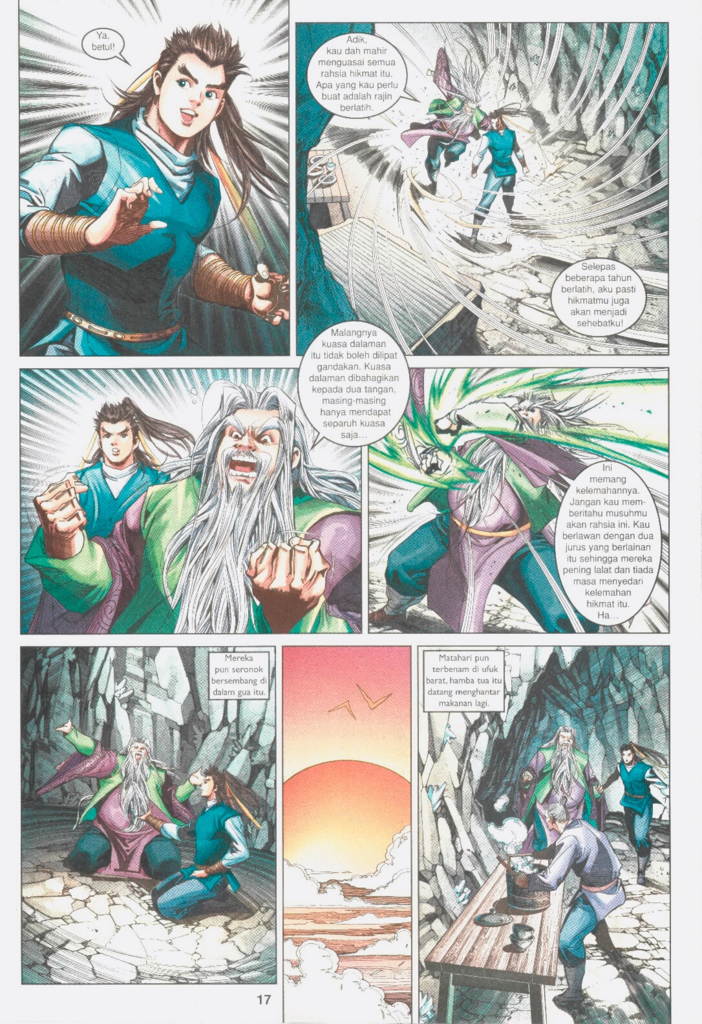 Ya,
betul!
Adik,
kau dah mahir
menguasai semua
rahsia hikmat itu.
Apa yang kau perlu
buat adalah rajin
berlatih.
Selepas
beberapa tahun
berlatih, aku pasti
hikmatmu juga
akan menjadi
sehebatku!
Malangnya
kuasa dalaman
itu tidak boleh dilipat
gandakan. Kuasa
dalaman dibahagikan
kepada dua tangan,
masing-masing
hanya mendapat
separuh kuasa
saja...
Ini
memang
kelemahannya.
Jangan kau mem-
beritahu musuhmu
akan rahsia ini. Kau
berlawan dengan dua
jurus yang berlainan
itu sehingga mereka
pening lalat dan tiada
masa menyedari
kelemahan
hikmat itu.
Ha...
Mereka
pun seronok
bersembang di
dalam gua itu.
Matahari pun
terbenam di ufuk
barat, hamba tua itu
datang menghantar
makanan lagi.
17